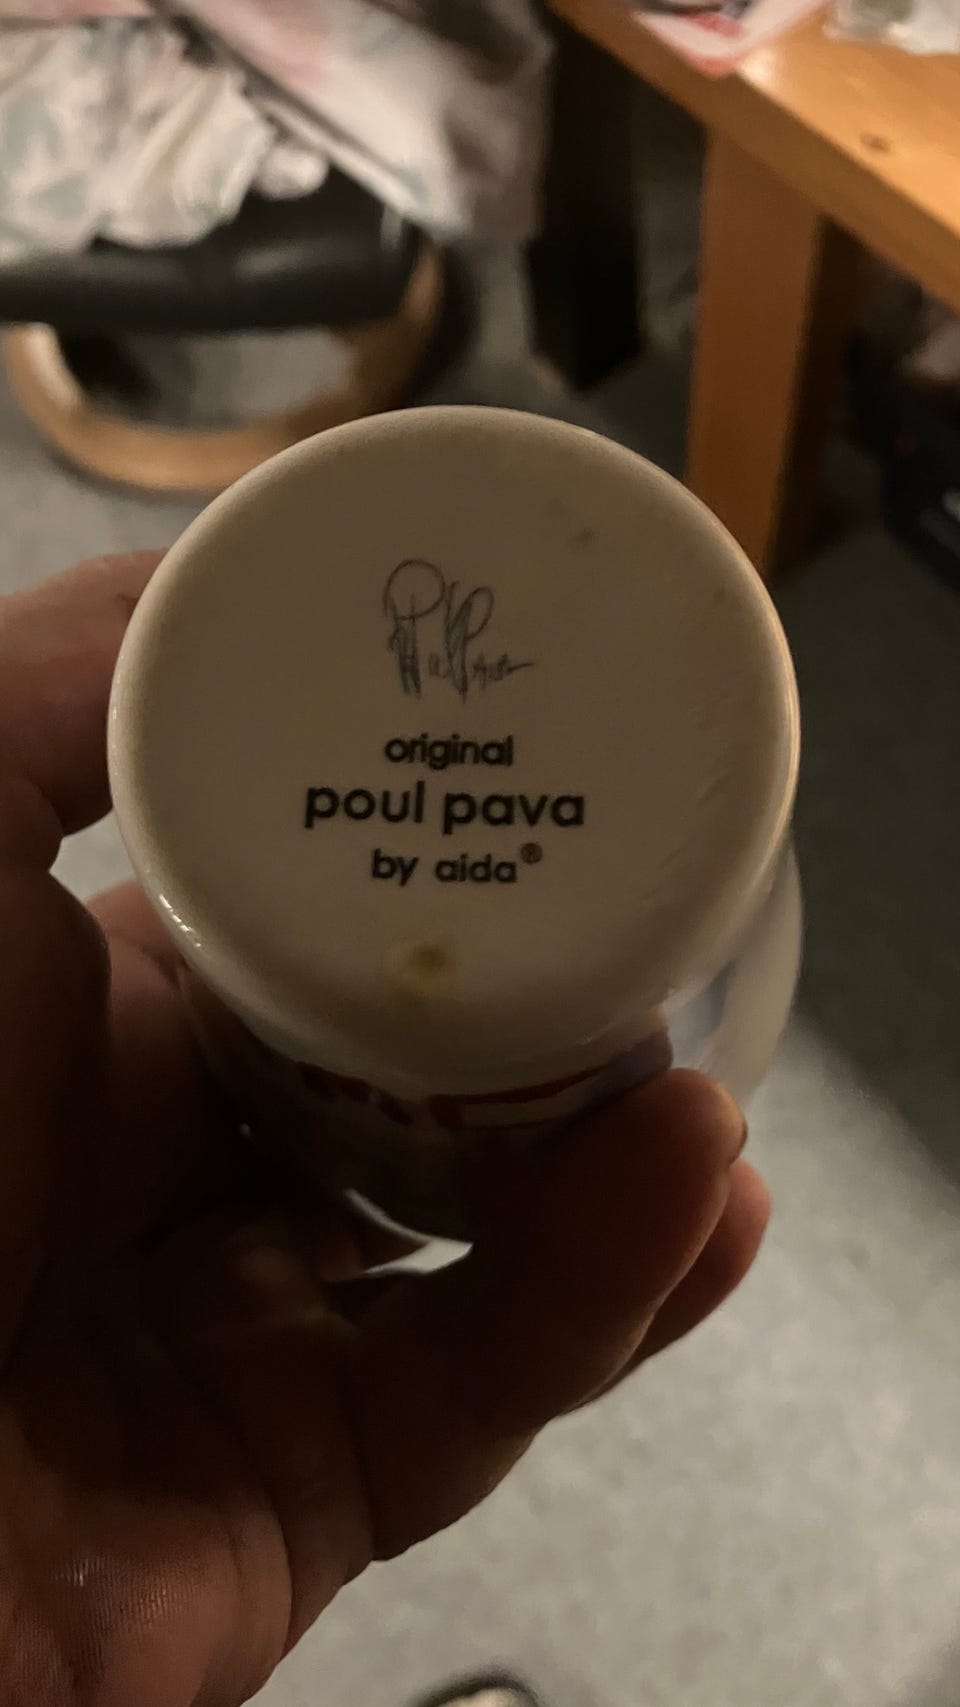 original
poul pava
by aida®